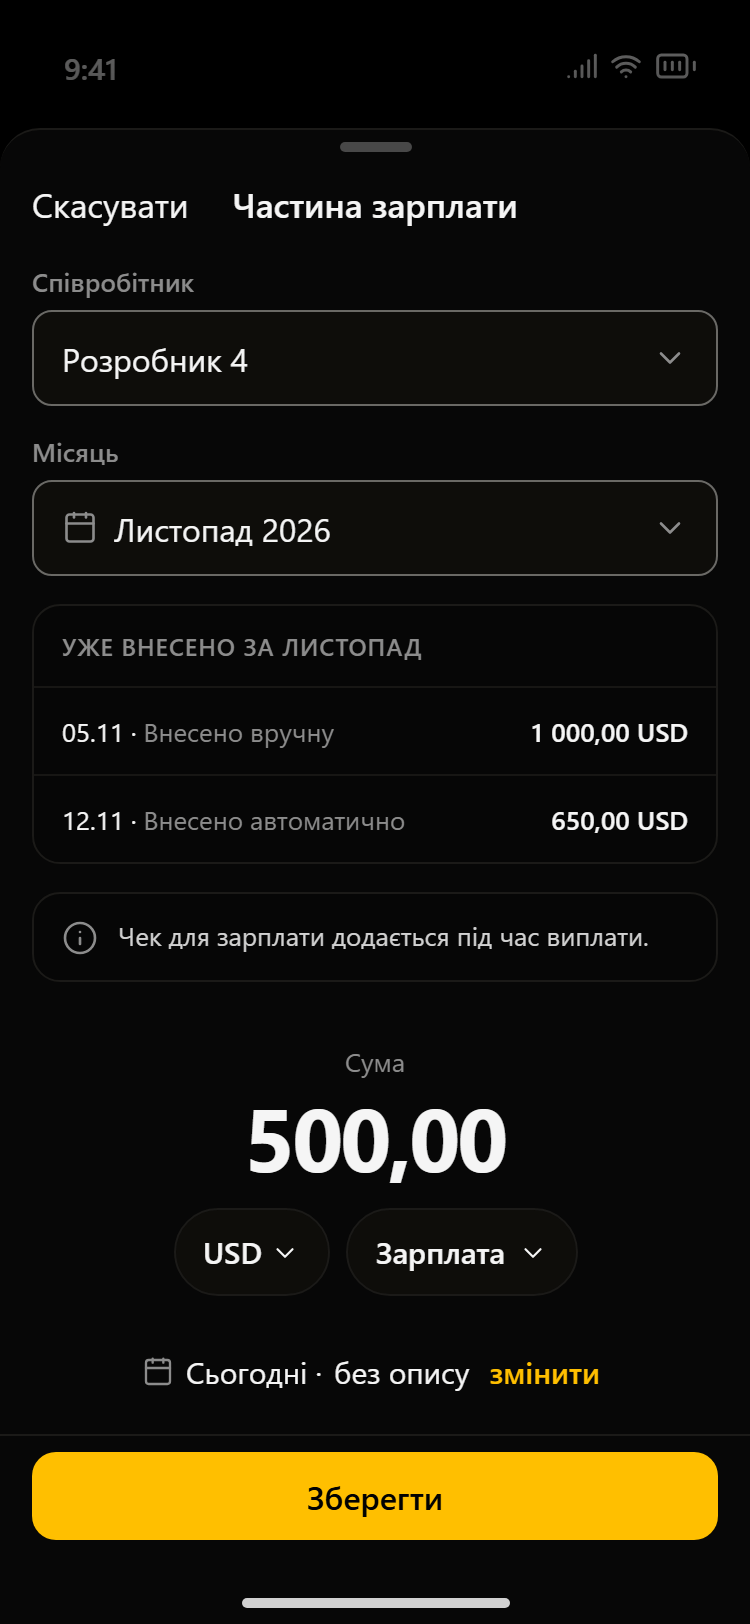 9:41
Скасувати Частина зарплати
Співробітник
Розробник 4
Місяць
Листопад 2026
УЖЕ ВНЕСЕНО ЗА ЛИСТОПАД
05.11 · Внесено вручну 1 000,00 USD
12.11 · Внесено автоматично 650,00 USD
Чек для зарплати додається під час виплати.
Сума
500,00
USD Зарплата
Сьогодні · без опису змінити
Зберегти